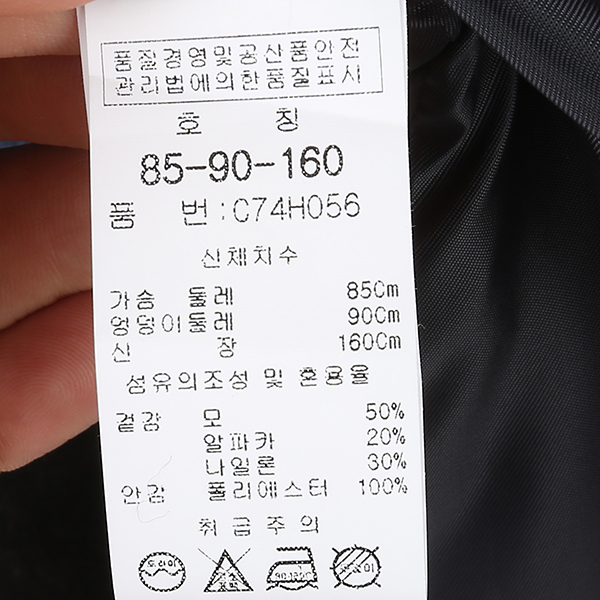 품질경영및공산품안전
관리법에의한품질표시
호 칭
85-90-160
품 번:C74H056
신체치수
가슴 둘레 85Cm
엉덩이둘레 90Cm
신 장 160Cm
섬유의조성 및 혼용율
겉감 모 50%
알파카 20%
나일론 30%
안감 폴리에스터 100%
취급주의
드라이